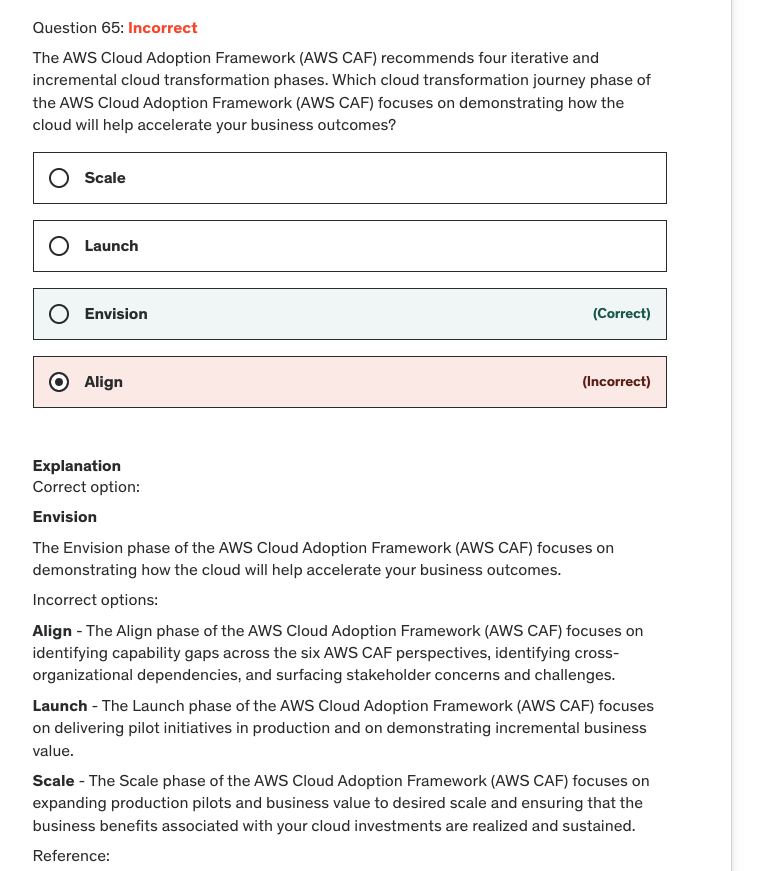 Question 65: Incorrect
The AWS Cloud Adoption Framework (AWS CAF) recommends four iterative and
incremental cloud transformation phases. Which cloud transformation journey phase of
the AWS Cloud Adoption Framework (AWS CAF) focuses on demonstrating how the
cloud will help accelerate your business outcomes?
Scale
Launch
Envision (Correct)
Align (Incorrect)
Explanation
Correct option:
Envision
The Envision phase of the AWS Cloud Adoption Framework (AWS CAF) focuses on
demonstrating how the cloud will help accelerate your business outcomes.
Incorrect options:
Align - The Align phase of the AWS Cloud Adoption Framework (AWS CAF) focuses on
identifying capability gaps across the six AWS CAF perspectives, identifying cross-
organizational dependencies, and surfacing stakeholder concerns and challenges.
Launch - The Launch phase of the AWS Cloud Adoption Framework (AWS CAF) focuses
on delivering pilot initiatives in production and on demonstrating incremental business
value.
Scale - The Scale phase of the AWS Cloud Adoption Framework (AWS CAF) focuses on
expanding production pilots and business value to desired scale and ensuring that the
business benefits associated with your cloud investments are realized and sustained.
Reference: